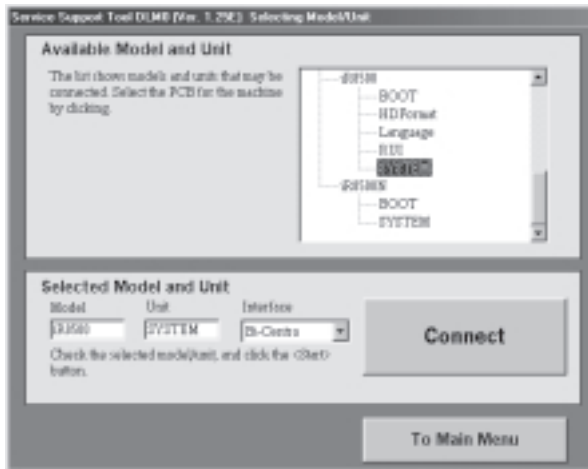 Service Support Tool DLM0 [Ver. 1.25E] Selecting Model/Unit
Available Model and Unit
The list shows models and units that may be
connected. Select the PCB for the machine
by clicking.
BOOT
HDFormat
Language
RUI
SYSTEM
BOOT
SYSTEM
Selected Model and Unit
Model Unit Interface
SYSTEM Bi-Centro
Check the selected model/unit, and click the <Start>
button.
Connect
To Main Menu